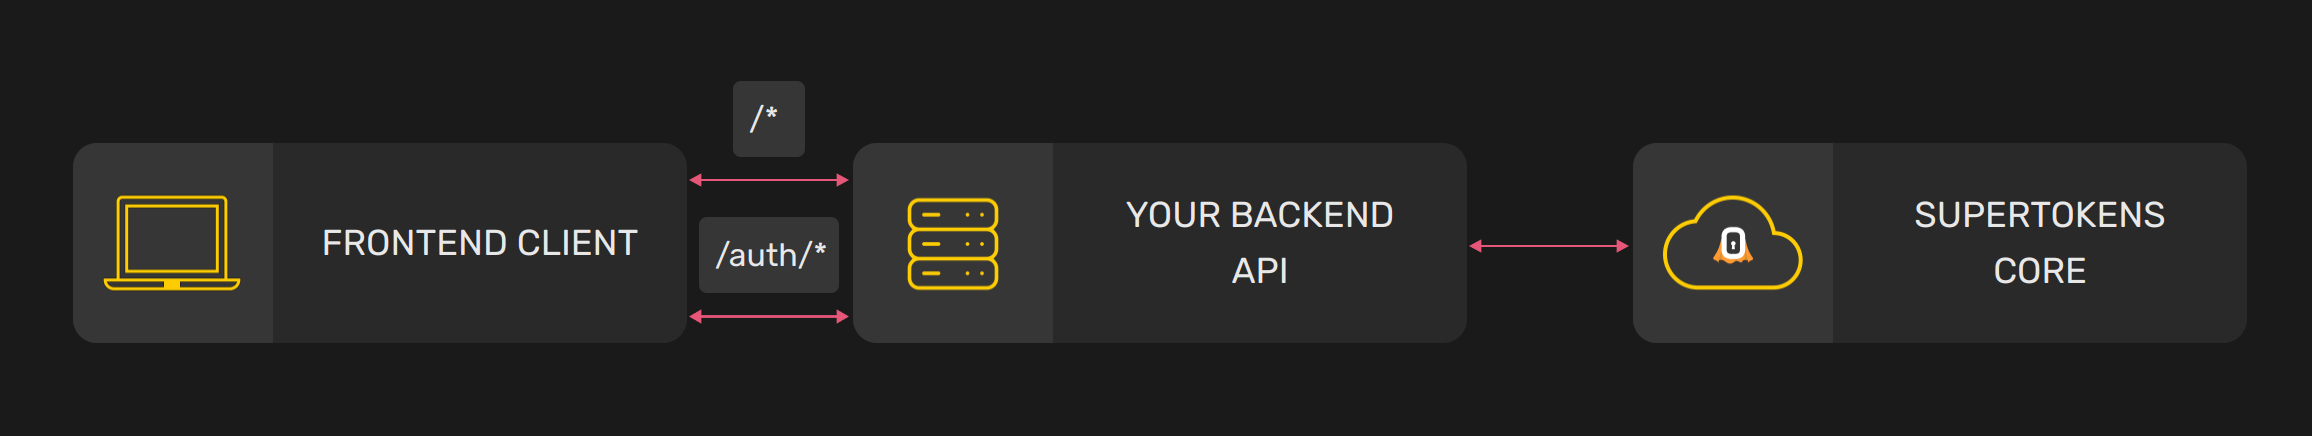 /*
FRONTEND CLIENT
/auth/*
YOUR BACKEND
API
SUPERTOKENS
CORE